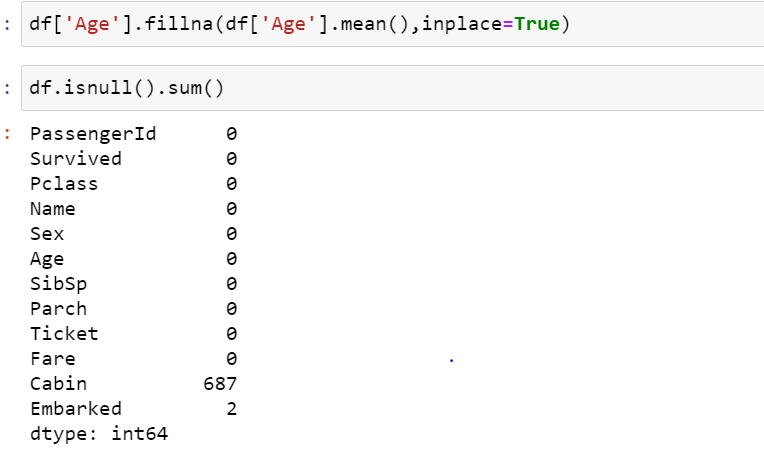 : df['Age'].fillna(df['Age'].mean(),inplace=True)
: df.isnull().sum()
: PassengerId 0
Survived 0
Pclass 0
Name 0
Sex 0
Age 0
SibSp 0
Parch 0
Ticket 0
Fare 0
Cabin 687
Embarked 2
dtype: int64